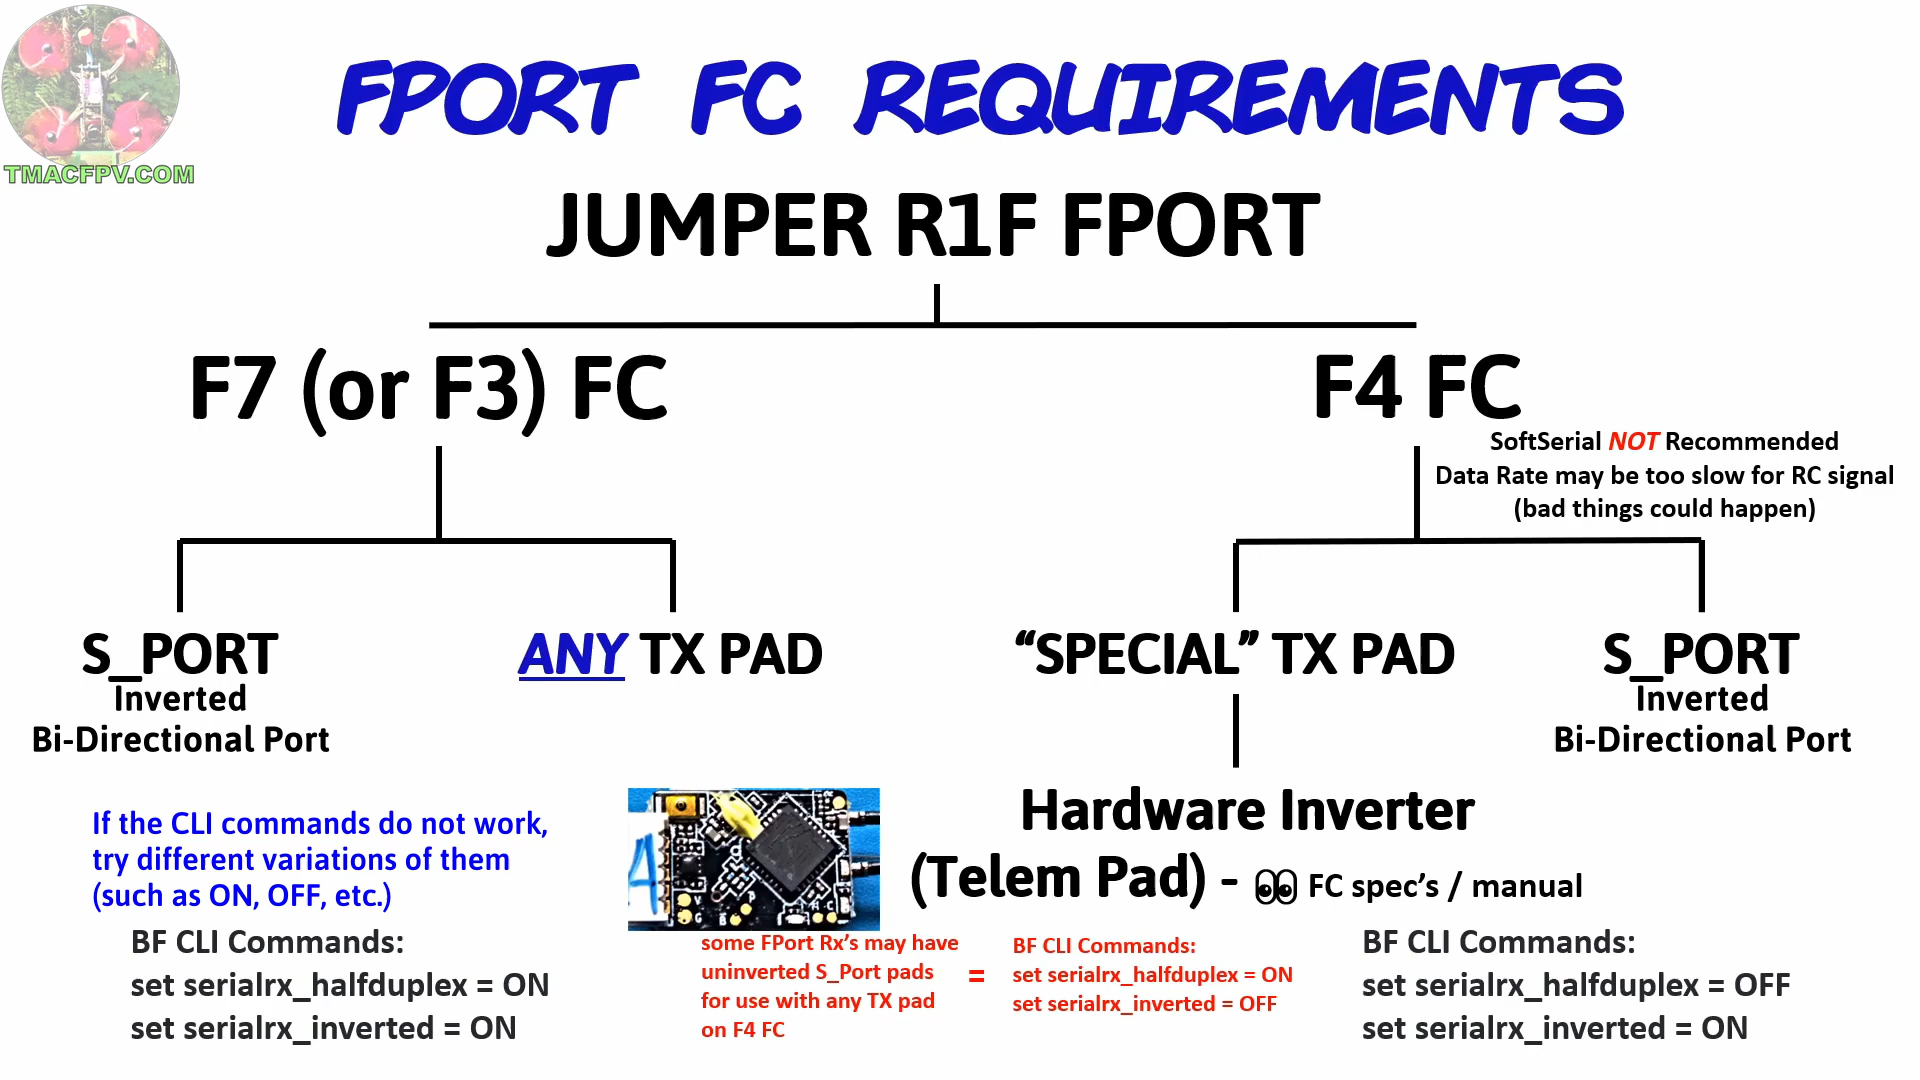 TMACFPV.COM
FPORT FC REQUIREMENTS
JUMPER R1F FPORT
F7 (or F3) FC
F4 FC
SoftSerial NOT Recommended
Data Rate may be too slow for RC signal
(bad things could happen)
S_PORT
Inverted
Bi-Directional Port
ANY TX PAD
“SPECIAL” TX PAD
Hardware Inverter
(Telem Pad) - FC spec’s / manual
S_PORT
Inverted
Bi-Directional Port
If the CLI commands do not work,
try different variations of them
(such as ON, OFF, etc.)
BF CLI Commands:
set serialrx_halfduplex = ON
set serialrx_inverted = ON
some FPort Rx’s may have
uninverted S_Port pads
for use with any TX pad
on F4 FC
=
BF CLI Commands:
set serialrx_halfduplex = ON
set serialrx_inverted = OFF
BF CLI Commands:
set serialrx_halfduplex = OFF
set serialrx_inverted = ON